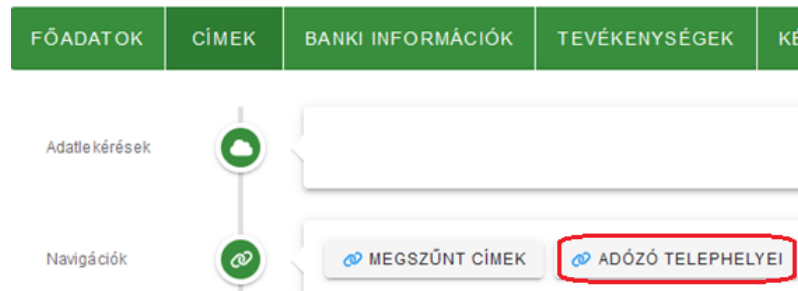 FŐADATOK CÍMEK BANKI INFORMÁCIÓK TEVÉKENYSÉGEK
Adatlekérések
Navigációk MEGSZŰNT CÍMEK ADÓZÓ TELEPHELYEI